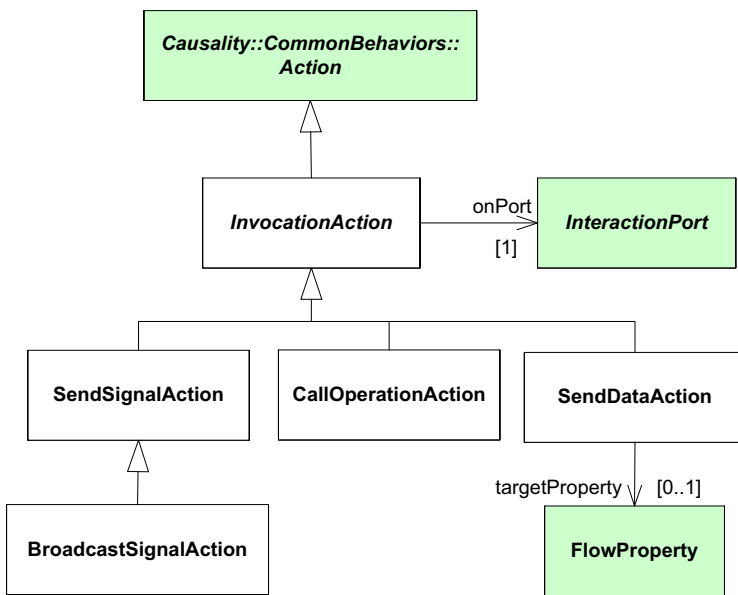 Causality::CommonBehaviors::
Action
InvocationAction
onPort
[1]
InteractionPort
SendSignalAction
CallOperationAction
SendDataAction
targetProperty
[0..1]
BroadcastSignalAction
FlowProperty